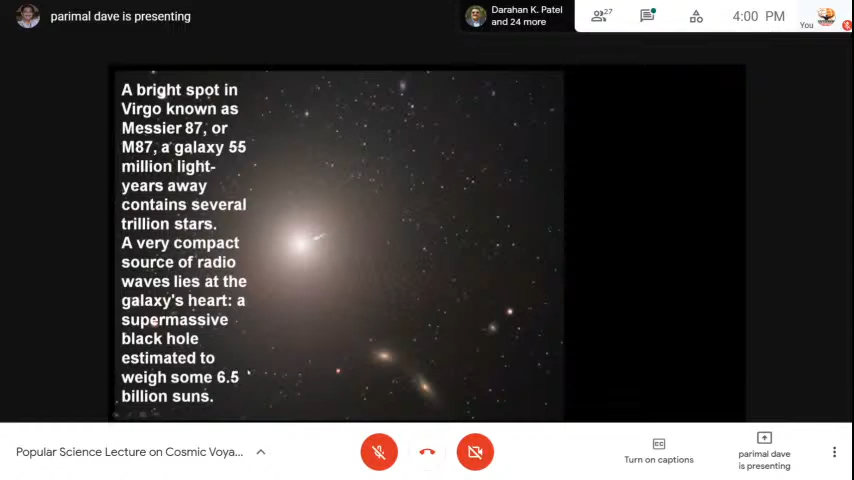 parimal dave is presenting
Darahan K. Patel
and 24 more
27
4:00 PM
You
A bright spot in
Virgo known as
Messier 87, or
M87, a galaxy 55
million light-
years away
contains several
trillion stars.
A very compact
source of radio
waves lies at the
galaxy's heart: a
supermassive
black hole
estimated to
weigh some 6.5
billion suns.
Popular Science Lecture on Cosmic Voya...
CC
Turn on captions
parimal dave
is presenting